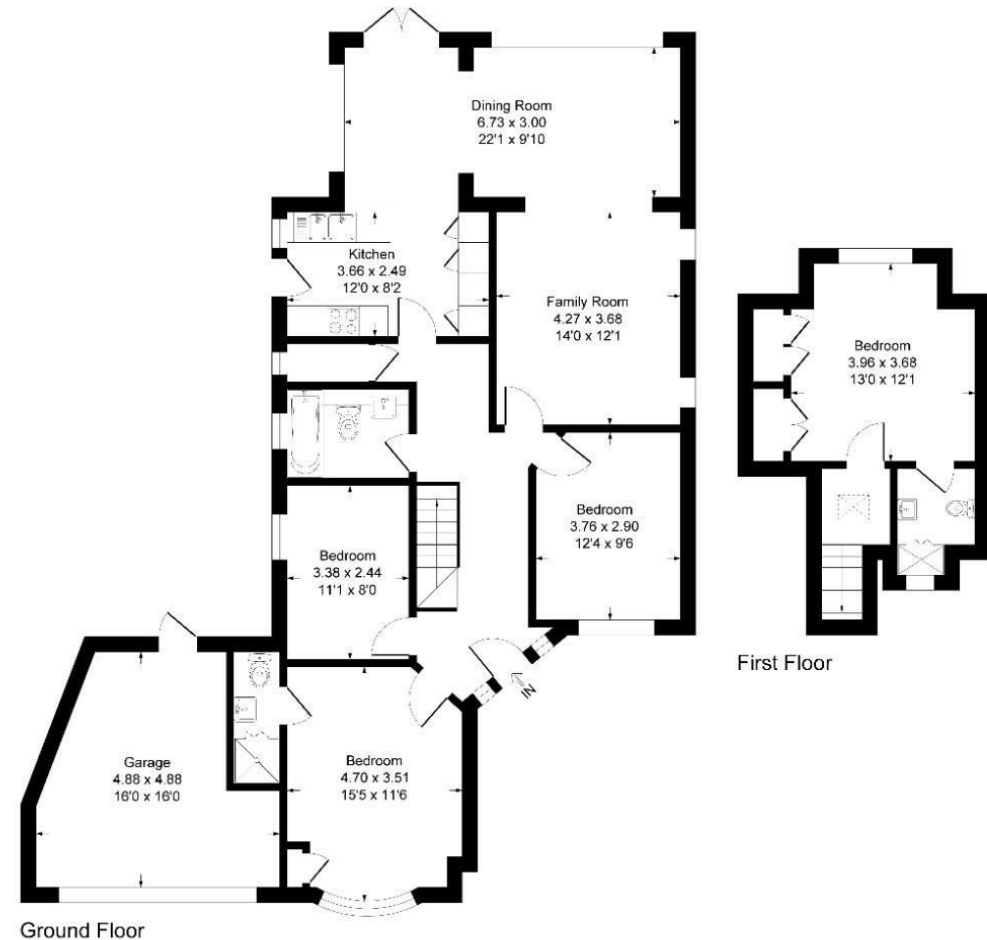 Dining Room
6.73 x 3.00
22'1 x 9'10
Kitchen
3.66 x 2.49
12'0 x 8'2
Family Room
4.27 x 3.68
14'0 x 12'1
Bedroom
3.76 x 2.90
12'4 x 9'6
Bedroom
3.38 x 2.44
11'1 x 8'0
IN
Garage
4.88 x 4.88
16'0 x 16'0
Bedroom
4.70 x 3.51
15'5 x 11'6
Ground Floor
Bedroom
3.96 x 3.68
13'0 x 12'1
First Floor